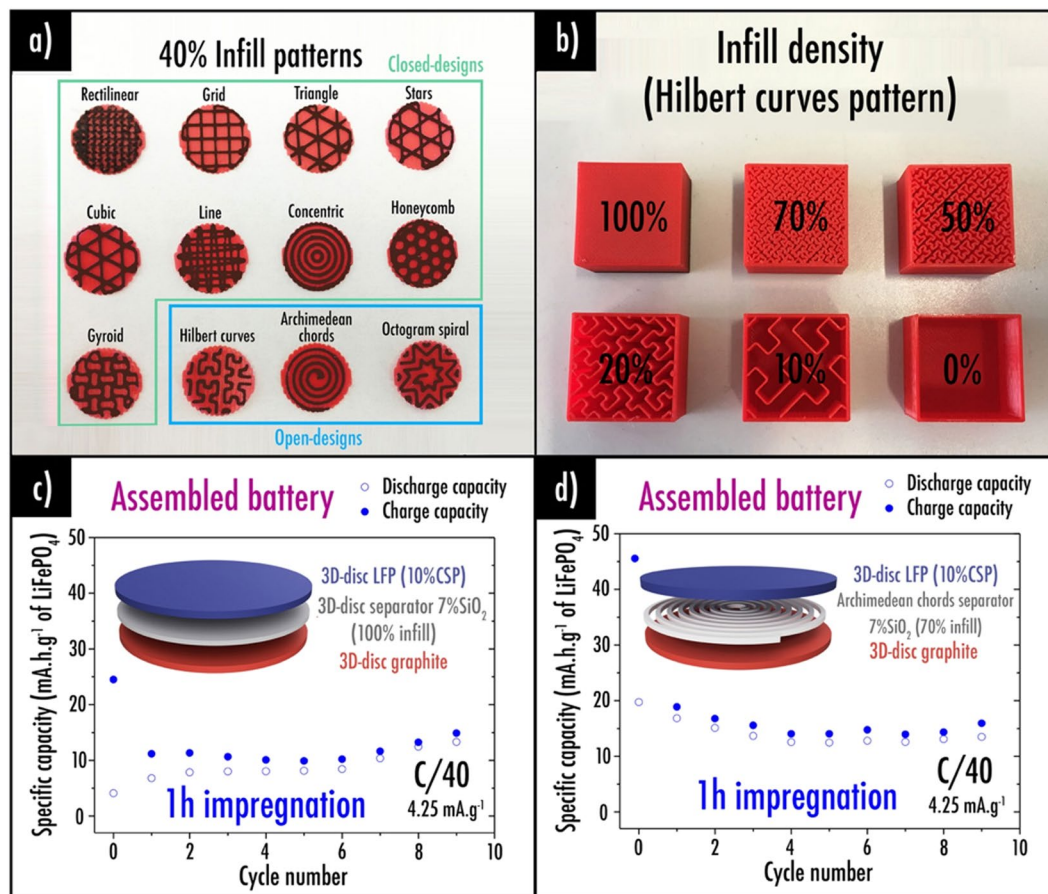 a)
40% Infill patterns
Closed-designs
Rectilinear
Grid
Triangle
Stars
Cubic
Line
Concentric
Honeycomb
Gyroid
Hilbert curves
Archimedean
chords
Octogram spiral
Open-designs
b)
Infill density
(Hilbert curves pattern)
100%
70%
50%
20%
10%
0%
c)
Assembled battery
Discharge capacity
Charge capacity
Specific capacity (mA.h.g⁻¹ of LiFePO₄)
50
40
30
20
10
0
3D-disc LFP (10%CSP)
3D-disc separator 7%SiO₂
(100% infill)
3D-disc graphite
1h impregnation
C/40
4.25 mA.g⁻¹
0 2 4 6 8 10
Cycle number
d)
Assembled battery
Discharge capacity
Charge capacity
Specific capacity (mA.h.g⁻¹ of LiFePO₄)
50
40
30
20
10
0
3D-disc LFP (10%CSP)
Archimedean chords separator
7%SiO₂ (70% infill)
3D-disc graphite
1h impregnation
C/40
4.25 mA.g⁻¹
0 2 4 6 8 10
Cycle number